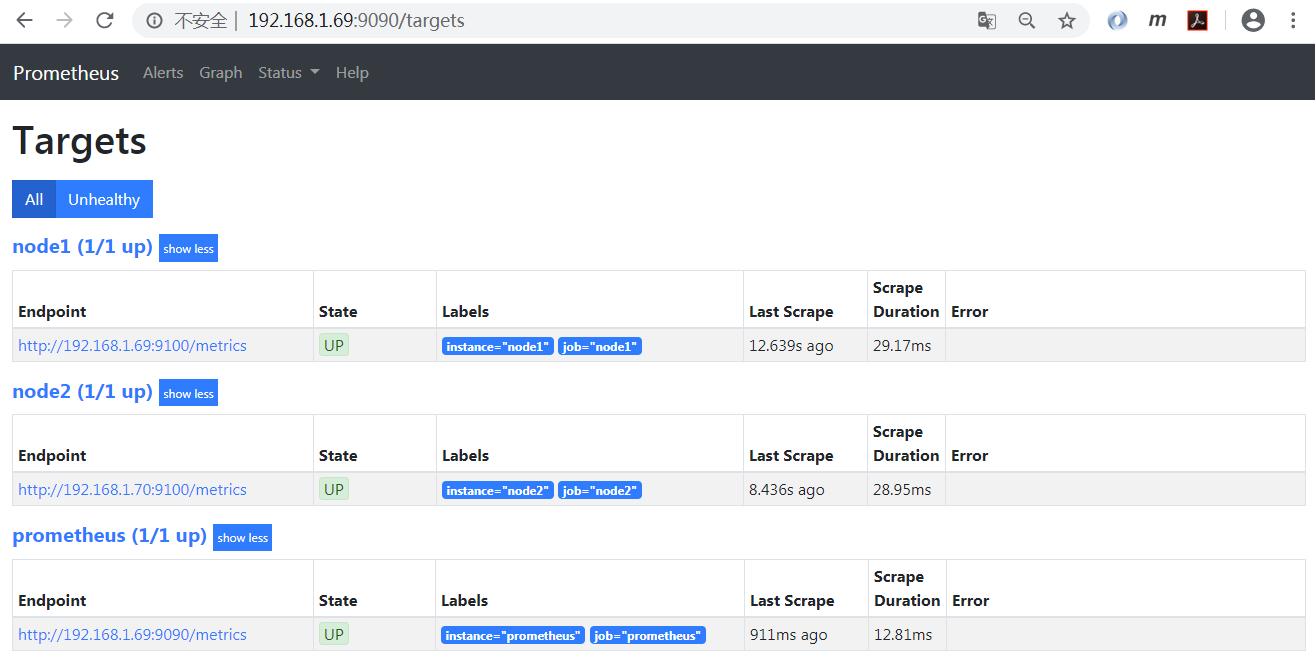 不安全 | 192.168.1.69:9090/targets
Prometheus Alerts Graph Status Help
Targets
All Unhealthy
node1 (1/1 up) show less
Endpoint State Labels Last Scrape Scrape Duration Error
http://192.168.1.69:9100/metrics UP instance="node1" job="node1" 12.639s ago 29.17ms
node2 (1/1 up) show less
Endpoint State Labels Last Scrape Scrape Duration Error
http://192.168.1.70:9100/metrics UP instance="node2" job="node2" 8.436s ago 28.95ms
prometheus (1/1 up) show less
Endpoint State Labels Last Scrape Scrape Duration Error
http://192.168.1.69:9090/metrics UP instance="prometheus" job="prometheus" 911ms ago 12.81ms